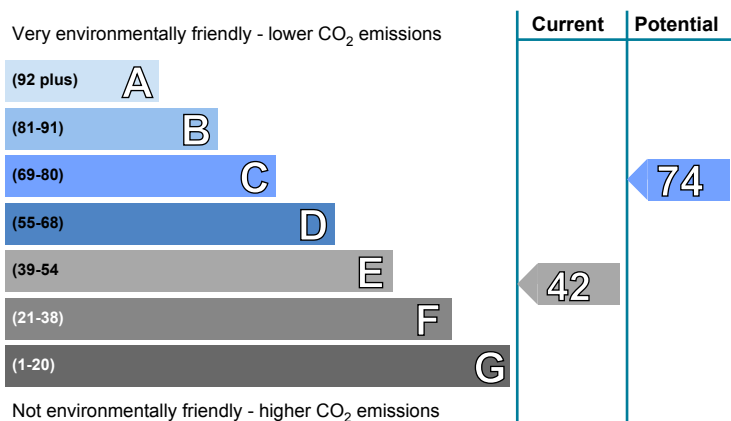 Very environmentally friendly - lower CO2 emissions
Current Potential
(92 plus) A
(81-91) B
(69-80) C
74
(55-68) D
(39-54 E
42
(21-38) F
(1-20) G
Not environmentally friendly - higher CO2 emissions